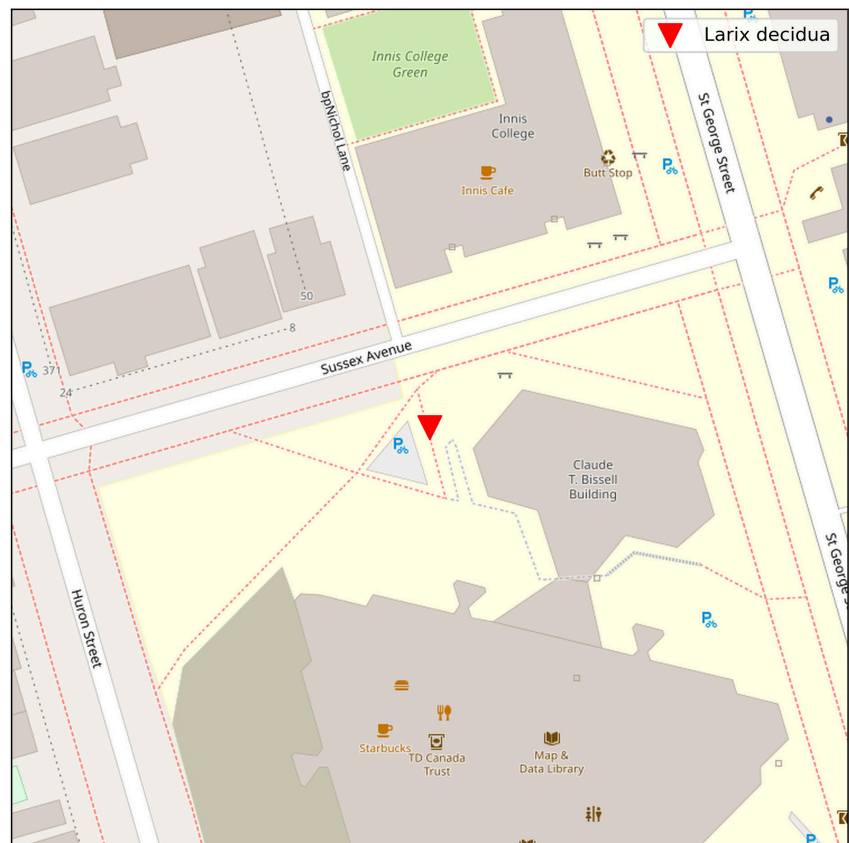 Larix decidua
Innis College
Green
bpNichol Lane
Innis
College
St George Street
Butt Stop
Innis Cafe
50
8
Sussex Avenue
371
24
Claude
T. Bissell
Building
St George S
Huron Street
Starbucks
TD Canada
Trust
Map &
Data Library